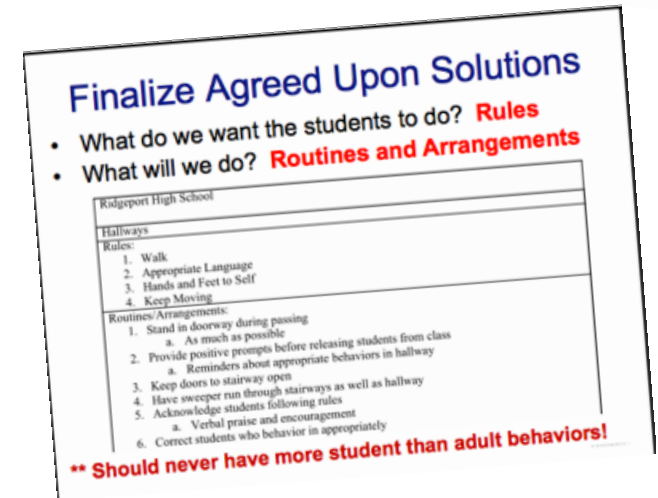 Finalize Agreed Upon Solutions
• What do we want the students to do? Rules
• What will we do? Routines and Arrangements
Ridgeport High School
Hallways
Rules:
1. Walk
2. Appropriate Language
3. Hands and Feet to Self
4. Keep Moving
Routines/Arrangements:
1. Stand in doorway during passing
a. As much as possible
2. Provide positive prompts before releasing students from class
a. Reminders about appropriate behaviors in hallway
3. Keep doors to stairway open
4. Have sweeper run through stairways as well as hallway
5. Acknowledge students following rules
a. Verbal praise and encouragement
6. Correct students who behavior in appropriately
** Should never have more student than adult behaviors!